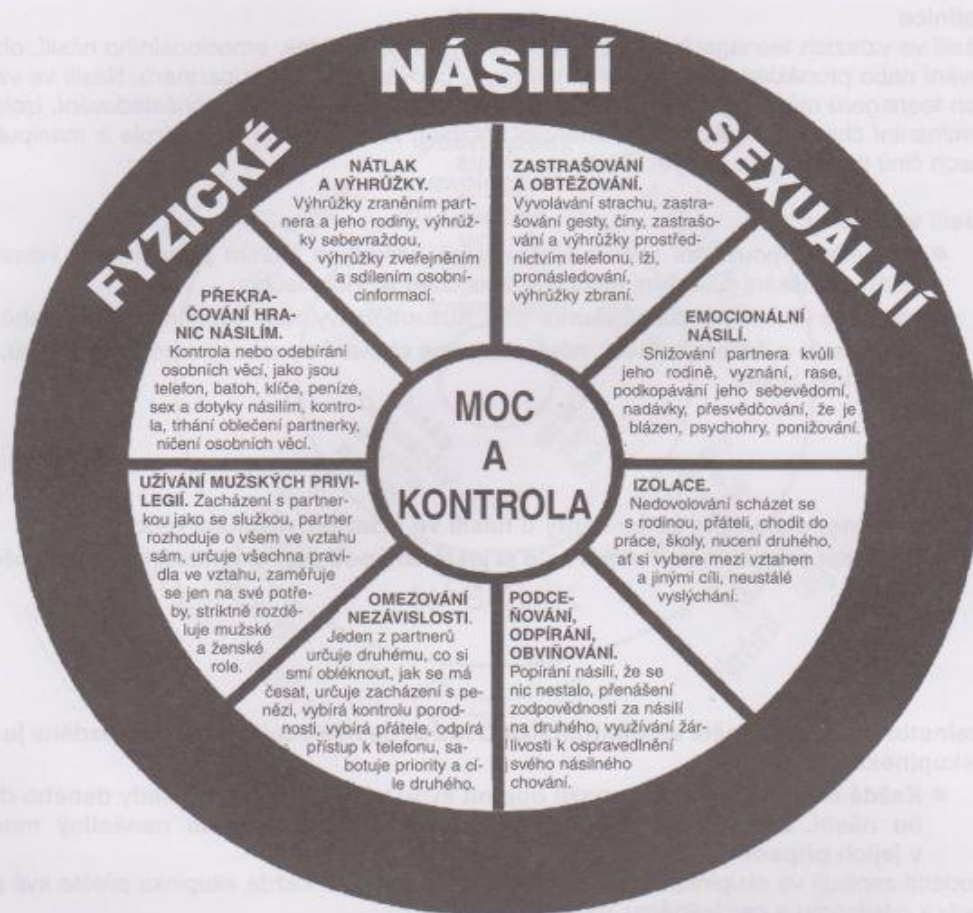 NÁSILÍ
FYZICKÉ
SEXUÁLNÍ
NÁTLAK
A VÝHRŮŽKY.
Výhrůžky zraněním part-
nera a jeho rodiny, výhrůž-
ky sebevraždou,
výhrůžky zveřejněním
a sdílením osobní-
cinformací.
ZASTRAŠOVÁNÍ
A OBTĚŽOVÁNÍ.
Vyvolávání strachu, zastra-
šování gesty, činy, zastrašo-
vání a výhrůžky prostřed-
nictvím telefonu, lží,
pronásledování,
výhrůžky zbraní.
PŘEKRA-
ČOVÁNÍ HRA-
NIC NÁSILÍM.
Kontrola nebo odebírání
osobních věcí, jako jsou
telefon, batoh, klíče, peníze,
sex a dotyky násilím, kontro-
la, trhání oblečení partnerky,
ničení osobních věcí.
EMOCIONÁLNÍ
NÁSILÍ.
Snižování partnera kvůli
jeho rodině, vyznání, rase,
podkopávání jeho sebevědomí,
nadávky, přesvědčování, že je
blázen, psychohry, ponižování.
MOC
A
KONTROLA
UŽÍVÁNÍ MUŽSKÝCH PRIVI-
LEGIÍ. Zacházení s partner-
kou jako se služkou, partner
rozhoduje o všem ve vztahu
sám, určuje všechna pravi-
dla ve vztahu, zaměřuje
se jen na své potře-
by, striktně rozdě-
luje mužské
a ženské
role.
IZOLACE.
Nedovolování scházet se
s rodinou, přáteli, chodit do
práce, školy, nucení druhého,
ať si vybere mezi vztahem
a jinými cíli, neustálé
vyslýchání.
OMEZOVÁNÍ
NEZÁVISLOSTI.
Jeden z partnerů
určuje druhému, co si
smí obléknout, jak se má
česat, určuje zacházení s pe-
nězi, vybírá kontrolu porod-
nosti, vybírá přátele, odpírá
přístup k telefonu, sa-
botuje priority a cí-
le druhého.
PODCE-
ŇOVÁNÍ,
ODPÍRÁNÍ,
OBVIŇOVÁNÍ.
Popírání násilí, že se
nic nestalo, přenášení
zodpovědnosti za násilí
na druhého, využívání žár-
livosti k ospravedlnění
svého násilného
chování.